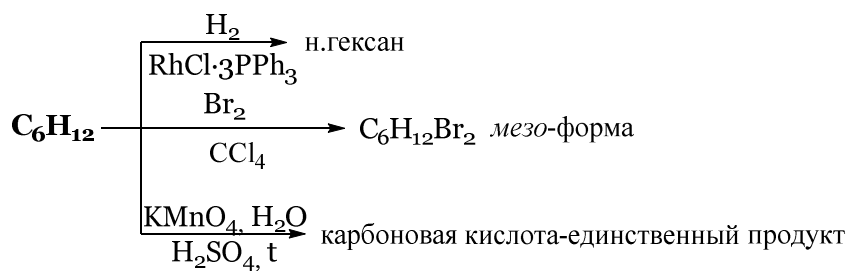 H₂
н.гексан
RhCl·3PPh₃
Br₂
C₆H₁₂
C₆H₁₂Br₂ мезо-форма
CCl₄
KMnO₄, H₂O
карбоновая кислота-единственный продукт
H₂SO₄, t